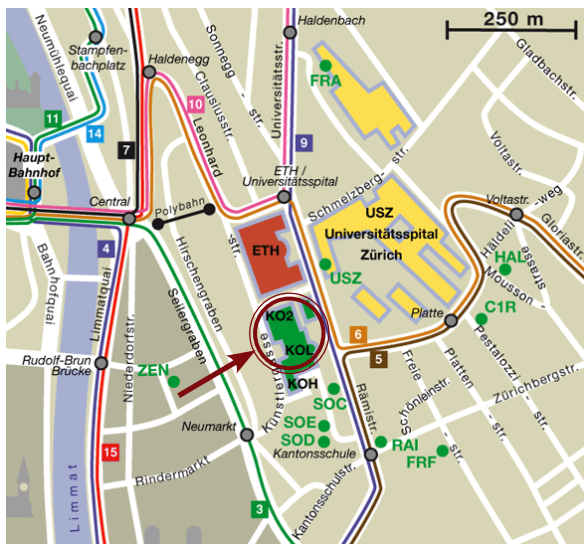 250 m
Haldenbach
Neumühlequai
Stampfen-
bachplatz
Haldenegg
Sonnegg
-
str.
Clausiusstr.
FRA
Gladbachstr.
11
14
10
7
Leonhard
-str.
Universitätsstr.
9
Voltastr.
Haupt-
Bahnhof
ETH /
Universitätsspital
Schmelzberg-
str.
Central
Polybahn
USZ
Universitätsspital
Zürich
Voltastr.
Häldeli
-weg
Gloriastr.
4
Bahnhofquai
Limmatquai
Hirschengraben
Seilergraben
ETH
USZ
HAL
Mousson-
strasse
Platte
C1R
KO2
KOL
KOH
6
5
Rudolf-Brun
Brücke
Niederdorfstr.
ZEN
Künstlergasse
Rämistr.
Freie
-
str.
Platten
-
str.
Pestalozzi
-
str.
Schönleinstr.
Zürichbergstr.
SOC
SOE
SOD
Neumarkt
Kantonsschule
RAI
FRF
15
Rindermarkt
Kantonsschulstr.
Limmat
3